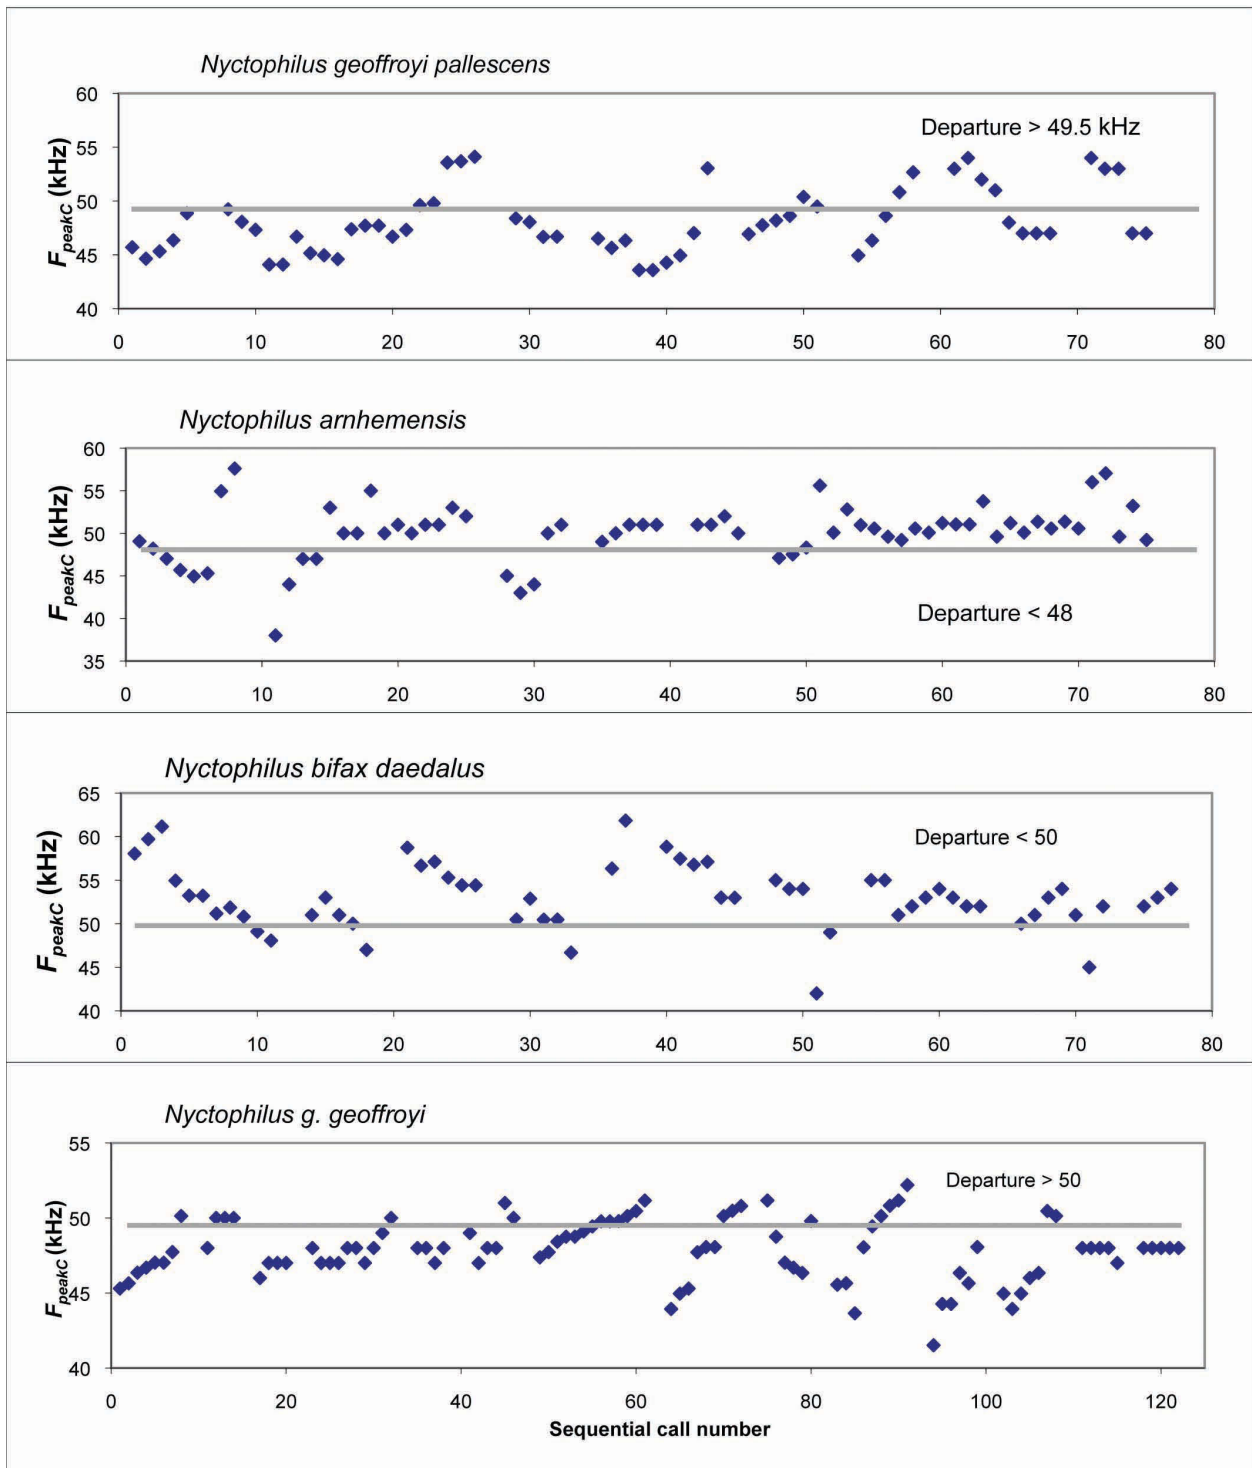 Nyctophilus geoffroyi pallescens
Departure > 49.5 kHz
F_peakC (kHz)
60
55
50
45
40
0 10 20 30 40 50 60 70 80
Nyctophilus arnhemensis
Departure < 48
F_peakC (kHz)
60
55
50
45
40
35
0 10 20 30 40 50 60 70 80
Nyctophilus bifax daedalus
Departure < 50
F_peakC (kHz)
65
60
55
50
45
40
0 10 20 30 40 50 60 70 80
Nyctophilus g. geoffroyi
Departure > 50
F_peakC (kHz)
55
50
45
40
0 20 40 60 80 100 120
Sequential call number